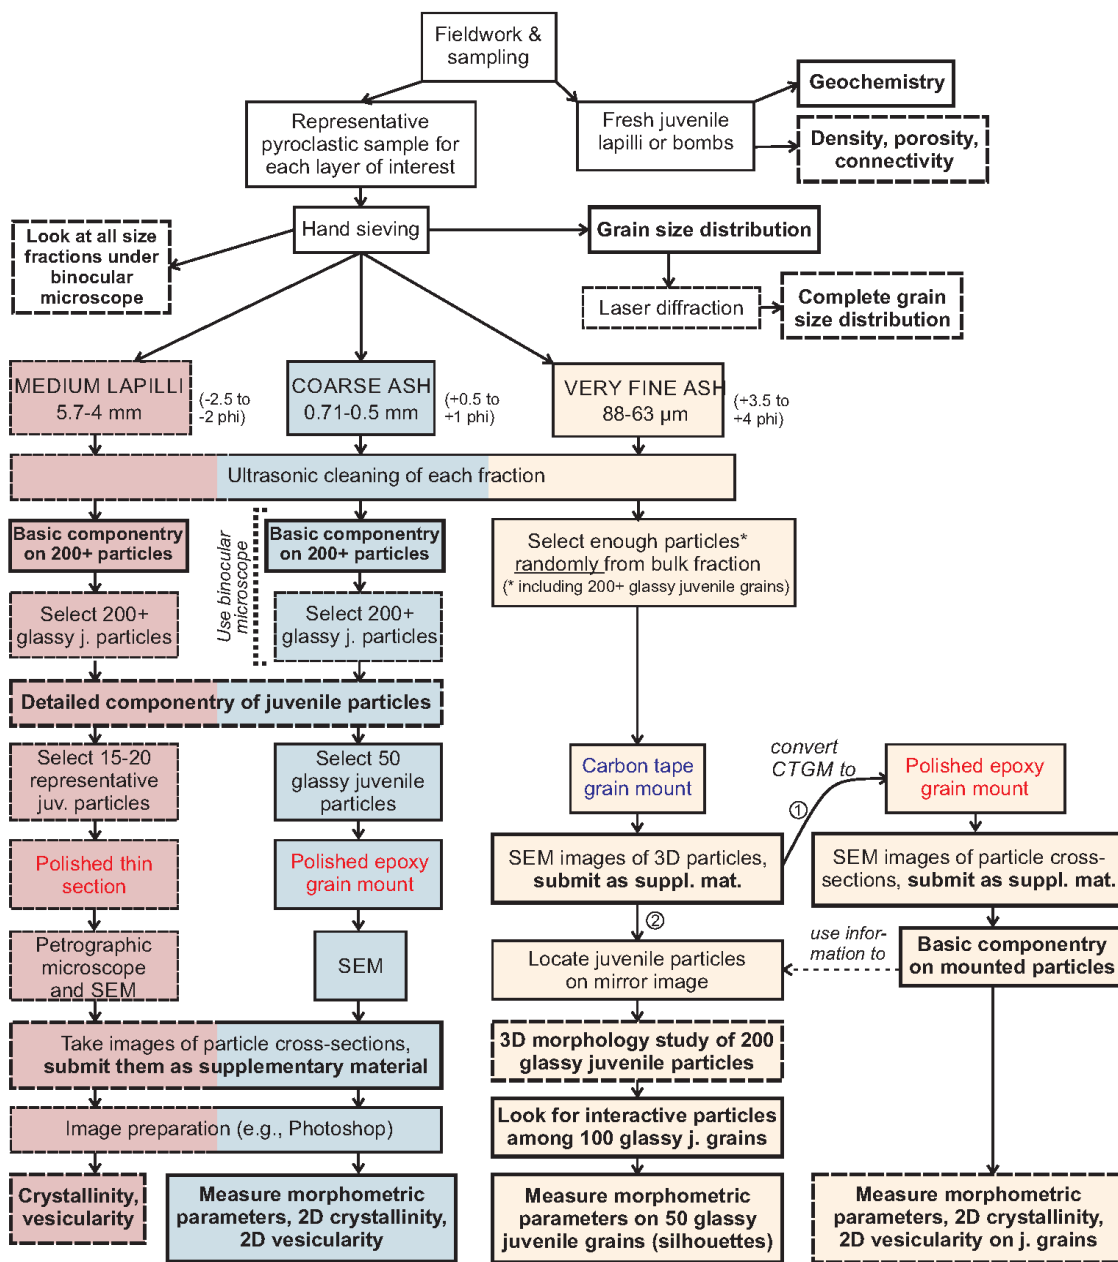 Fieldwork &
sampling
Geochemistry
Representative
pyroclastic sample for
each layer of interest
Fresh juvenile
lapilli or bombs
Density, porosity,
connectivity
Look at all size
fractions under
binocular
microscope
Hand sieving
Grain size distribution
Laser diffraction
Complete grain
size distribution
MEDIUM LAPILLI
5.7-4 mm
(-2.5 to
-2 phi)
COARSE ASH
0.71-0.5 mm
(+0.5 to
+1 phi)
VERY FINE ASH
88-63 µm
(+3.5 to
+4 phi)
Ultrasonic cleaning of each fraction
Basic componentry
on 200+ particles
Use binocular
microscope
Basic componentry
on 200+ particles
Select enough particles*
randomly from bulk fraction
(* including 200+ glassy juvenile grains)
Select 200+
glassy j. particles
Select 200+
glassy j. particles
Detailed componentry of juvenile particles
Select 15-20
representative
juv. particles
Select 50
glassy juvenile
particles
Carbon tape
grain mount
convert
CTGM to
1
Polished epoxy
grain mount
Polished thin
section
Polished epoxy
grain mount
SEM images of 3D particles,
submit as suppl. mat.
SEM images of particle cross-
sections, submit as suppl. mat.
2
Petrographic
microscope
and SEM
SEM
Locate juvenile particles
on mirror image
use infor-
mation to
Basic componentry
on mounted particles
Take images of particle cross-sections,
submit them as supplementary material
3D morphology study of 200
glassy juvenile particles
Image preparation (e.g., Photoshop)
Look for interactive particles
among 100 glassy j. grains
Crystallinity,
vesicularity
Measure morphometric
parameters, 2D crystallinity,
2D vesicularity
Measure morphometric
parameters on 50 glassy
juvenile grains (silhouettes)
Measure morphometric
parameters, 2D crystallinity,
2D vesicularity on j. grains